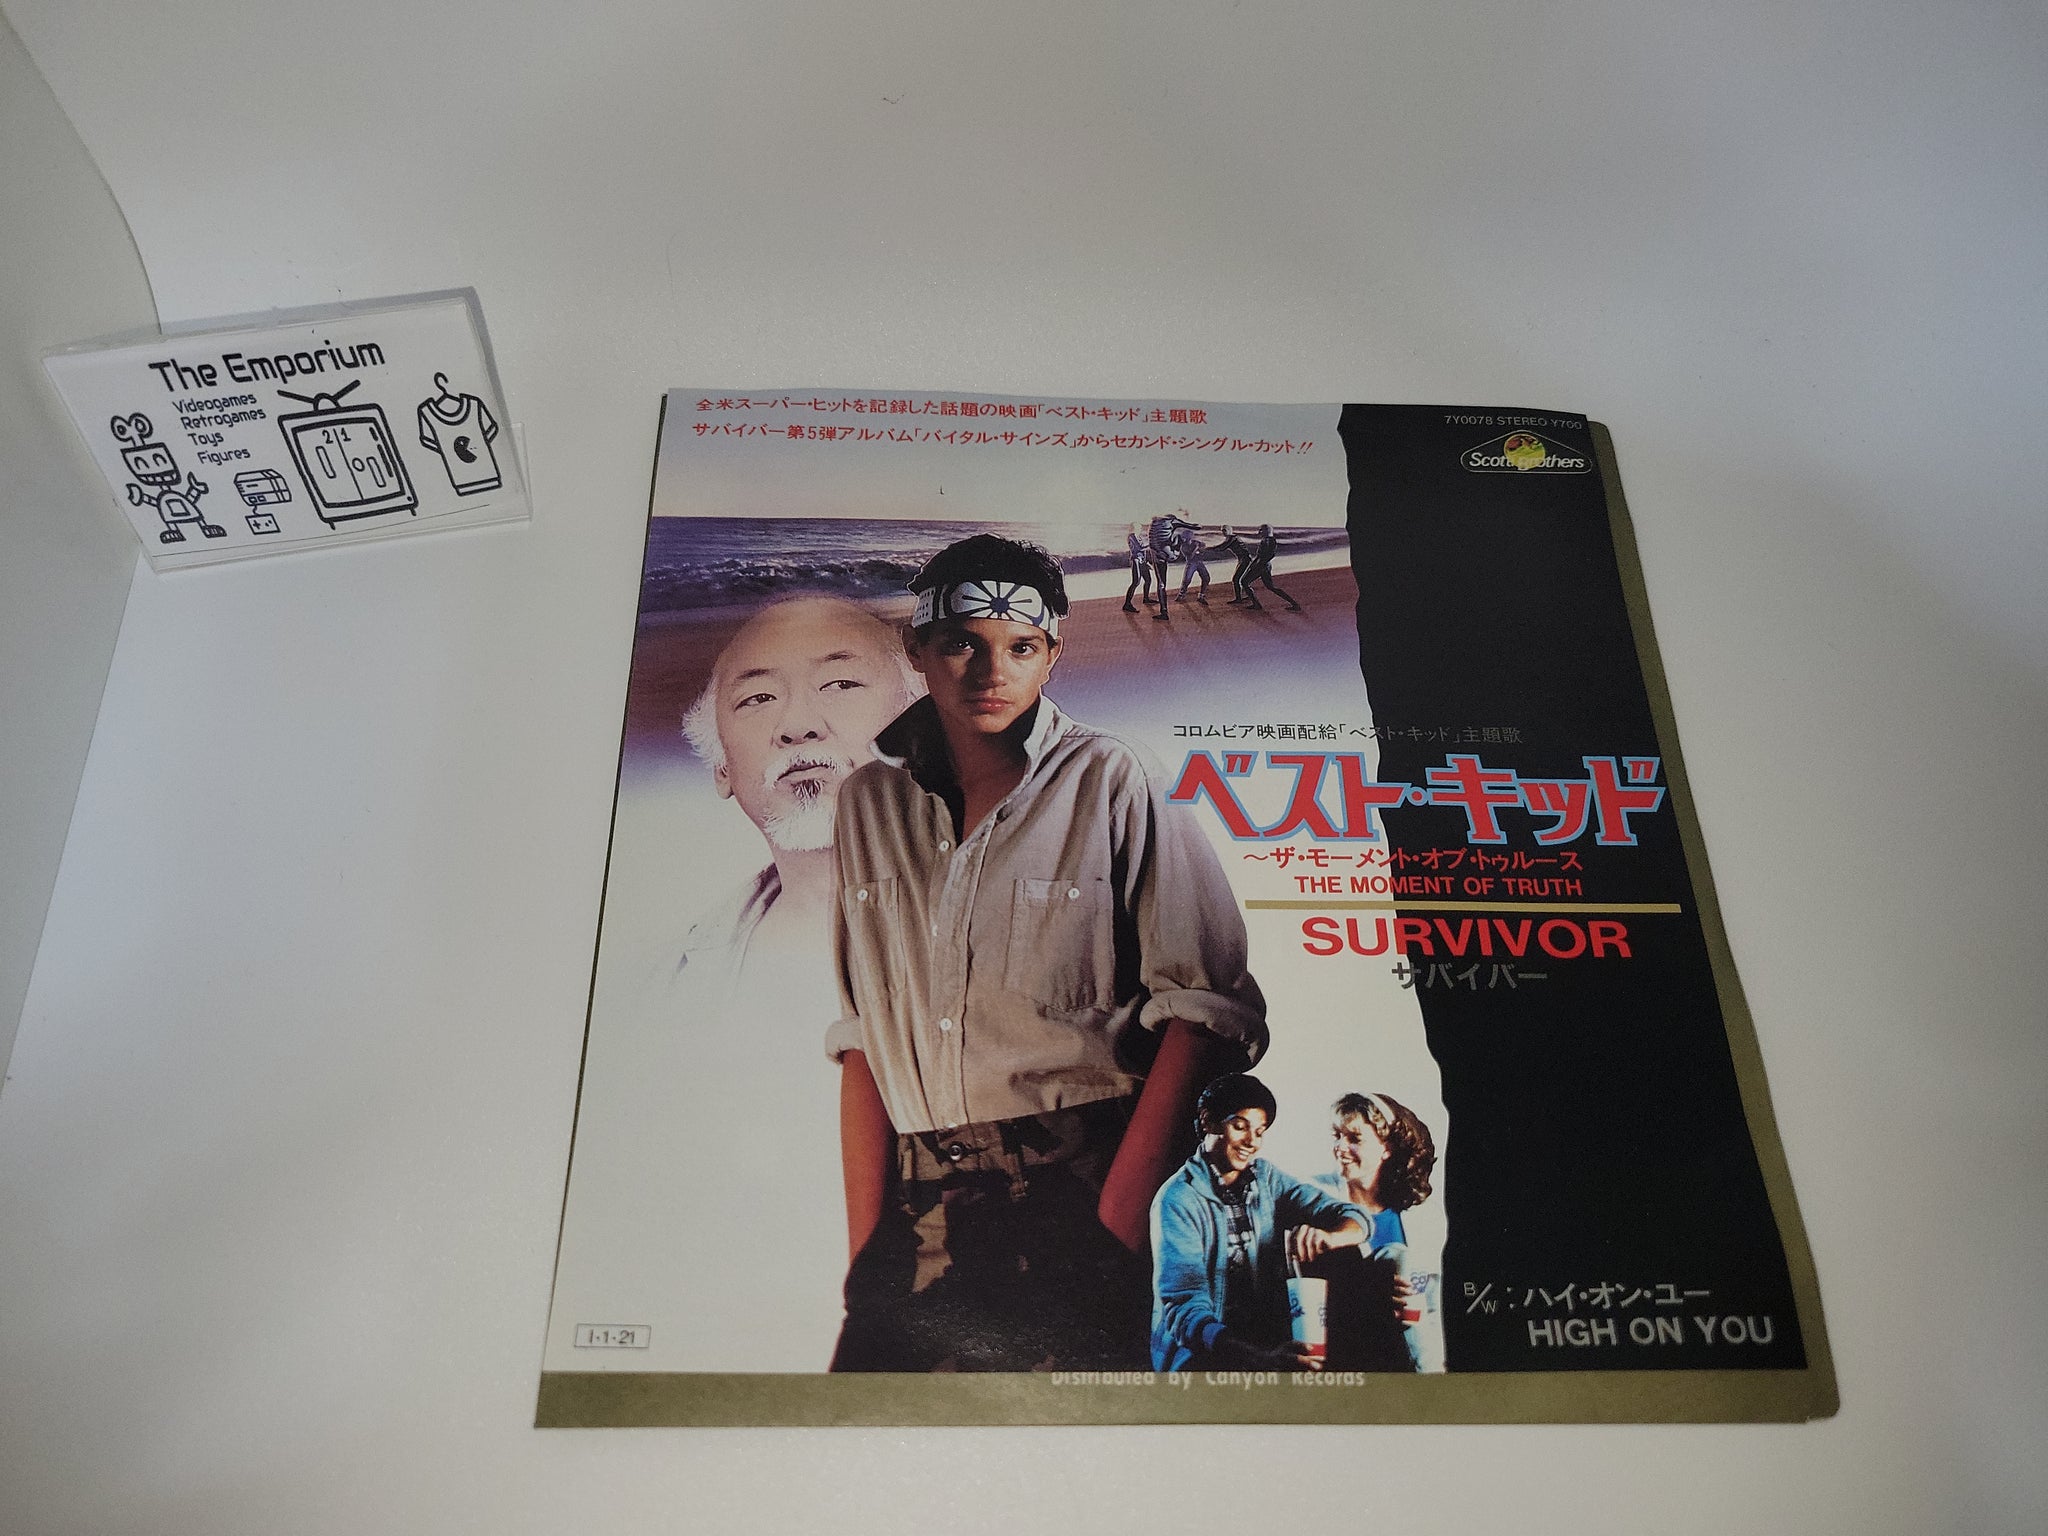 The Emporium
Videogames
Retrogames
Toys
Figures
21
全米スーパー・ヒットを記録した話題の映画「ベスト・キッド」主題歌
サバイバー第5弾アルバム「バイタル・サインズ」からセカンド・シングル・カット!!
7Y0078 STEREO Y700
Scotti Brothers
コロムビア映画配給「ベスト・キッド」主題歌
ベスト・キッド
〜ザ・モーメント・オブ・トゥルース
THE MOMENT OF TRUTH
SURVIVOR
サバイバー
B/W:ハイ・オン・ユー
HIGH ON YOU
I・1・21
Distributed by Canyon Records